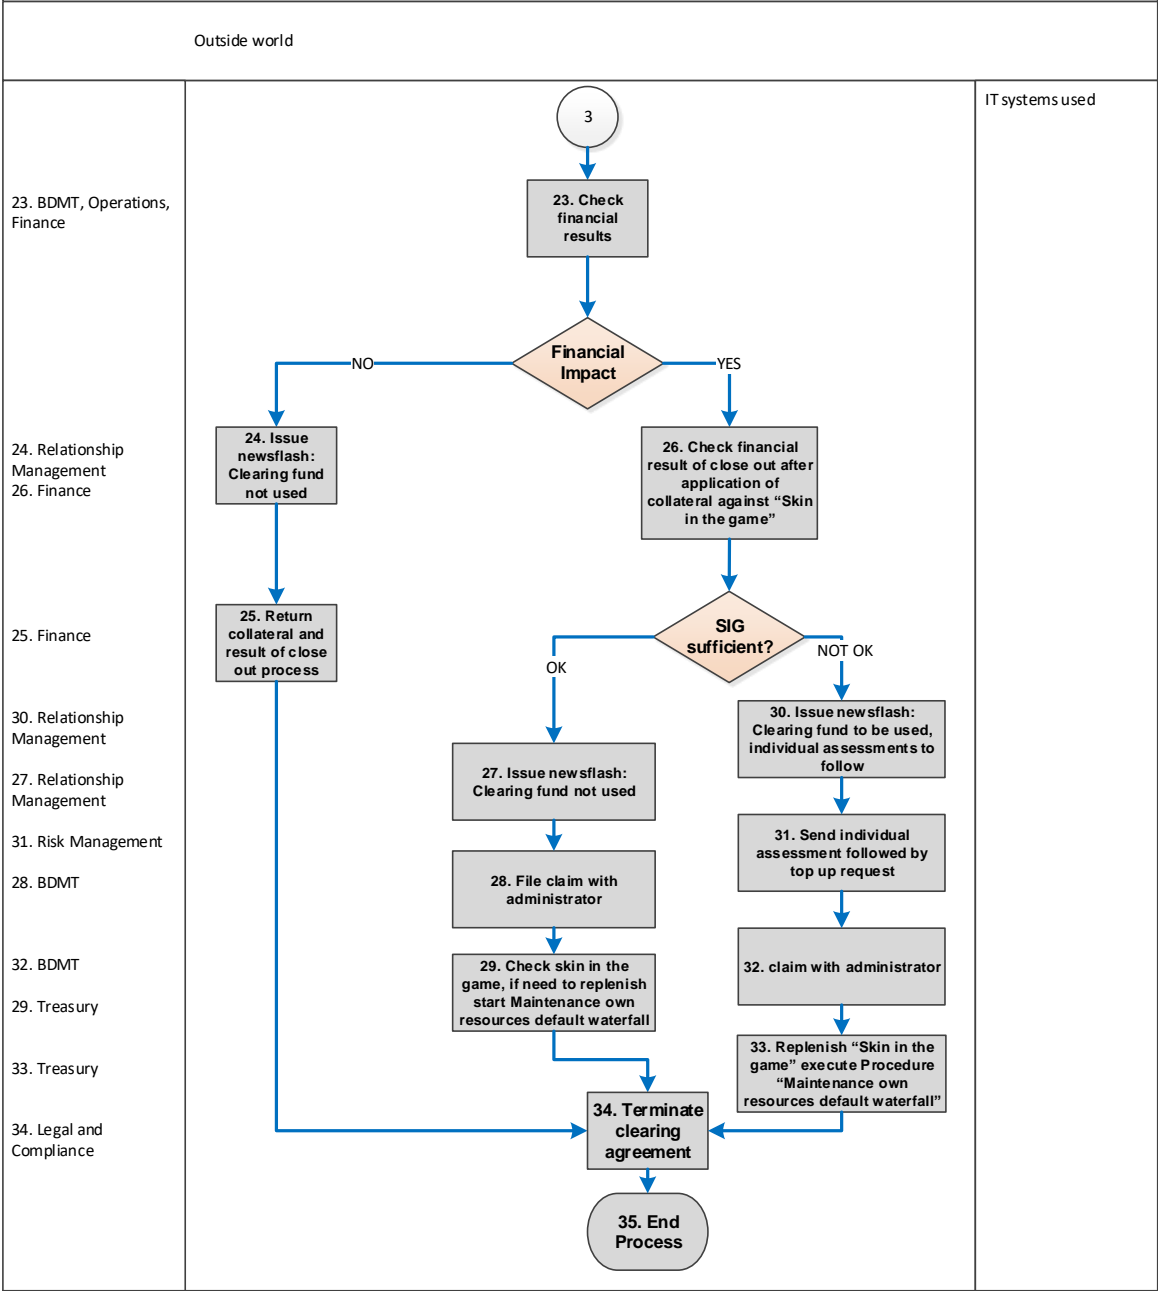 Outside world
IT systems used
3
23. BDMT, Operations,
Finance
23. Check
financial
results
Financial
Impact
NO
YES
24. Relationship
Management
26. Finance
24. Issue
newsflash:
Clearing fund
not used
26. Check financial
result of close out after
application of
collateral against “Skin
in the game”
25. Finance
25. Return
collateral and
result of close
out process
SIG
sufficient?
OK
NOT OK
30. Relationship
Management
27. Relationship
Management
31. Risk Management
28. BDMT
32. BDMT
29. Treasury
33. Treasury
34. Legal and
Compliance
27. Issue newsflash:
Clearing fund not used
28. File claim with
administrator
29. Check skin in the
game, if need to replenish
start Maintenance own
resources default waterfall
30. Issue newsflash:
Clearing fund to be used,
individual assessments to
follow
31. Send individual
assessment followed by
top up request
32. claim with administrator
33. Replenish “Skin in the
game” execute Procedure
“Maintenance own
resources default waterfall”
34. Terminate
clearing
agreement
35. End
Process